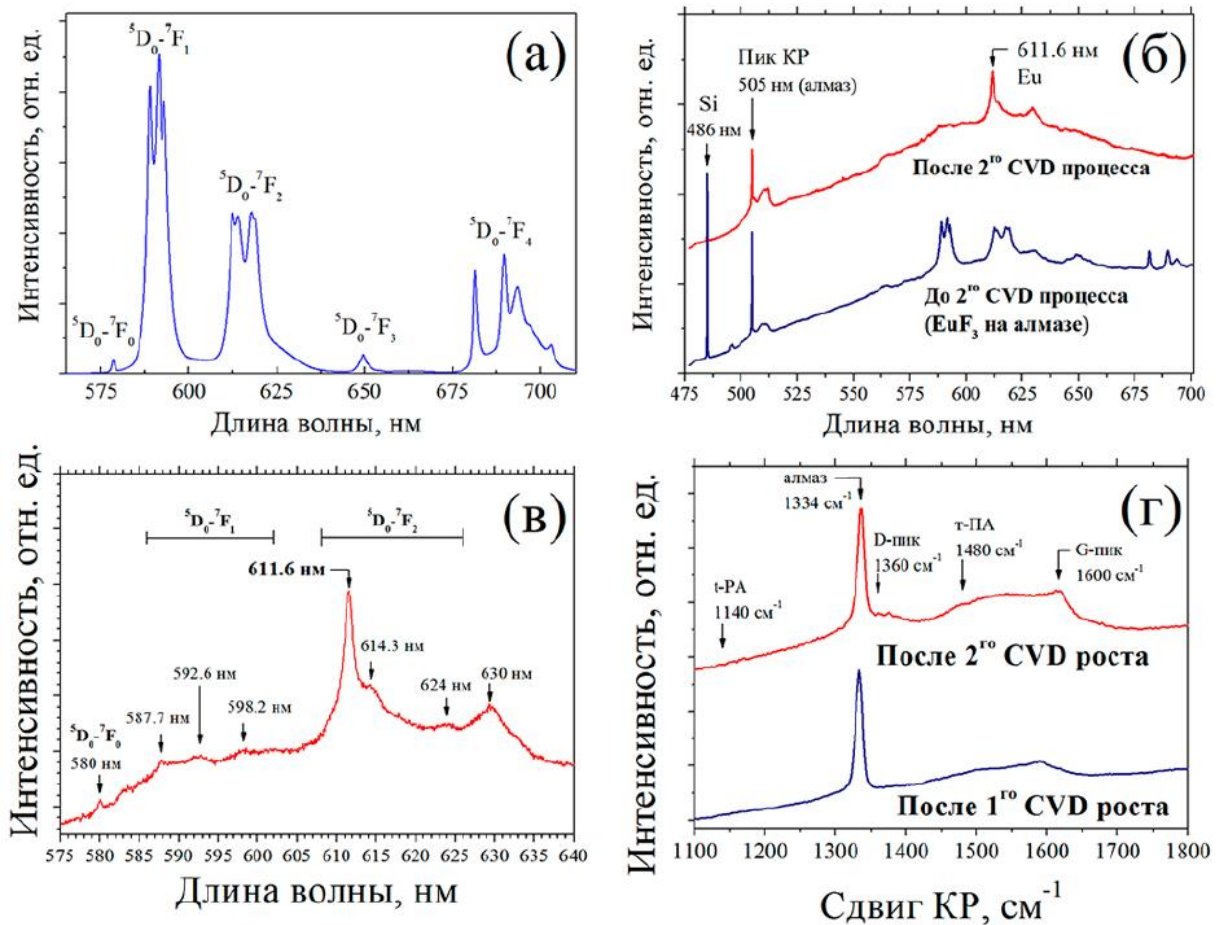 (а)
⁵D₀-⁷F₁
⁵D₀-⁷F₂
⁵D₀-⁷F₄
⁵D₀-⁷F₀
⁵D₀-⁷F₃
Интенсивность, отн. ед.
575 600 625 650 675 700
Длина волны, нм
(б)
611.6 нм
Eu
Пик КР
505 нм (алмаз)
Si
486 нм
После 2ᴦᴼ CVD процесса
До 2ᴦᴼ CVD процесса
(EuF₃ на алмазе)
Интенсивность, отн. ед.
475 500 525 550 575 600 625 650 675 700
Длина волны, нм
(в)
⁵D₀-⁷F₁
⁵D₀-⁷F₂
611.6 нм
614.3 нм
592.6 нм
587.7 нм
598.2 нм
624 нм
630 нм
⁵D₀-⁷F₀
580 нм
Интенсивность, отн. ед.
575 580 585 590 595 600 605 610 615 620 625 630 635 640
Длина волны, нм
(г)
алмаз
1334 см⁻¹
D-пик
1360 см⁻¹
т-ПА
1480 см⁻¹
G-пик
1600 см⁻¹
t-PA
1140 см⁻¹
После 2ᴦᴼ CVD роста
После 1ᴦᴼ CVD роста
Интенсивность, отн. ед.
1100 1200 1300 1400 1500 1600 1700 1800
Сдвиг КР, см⁻¹